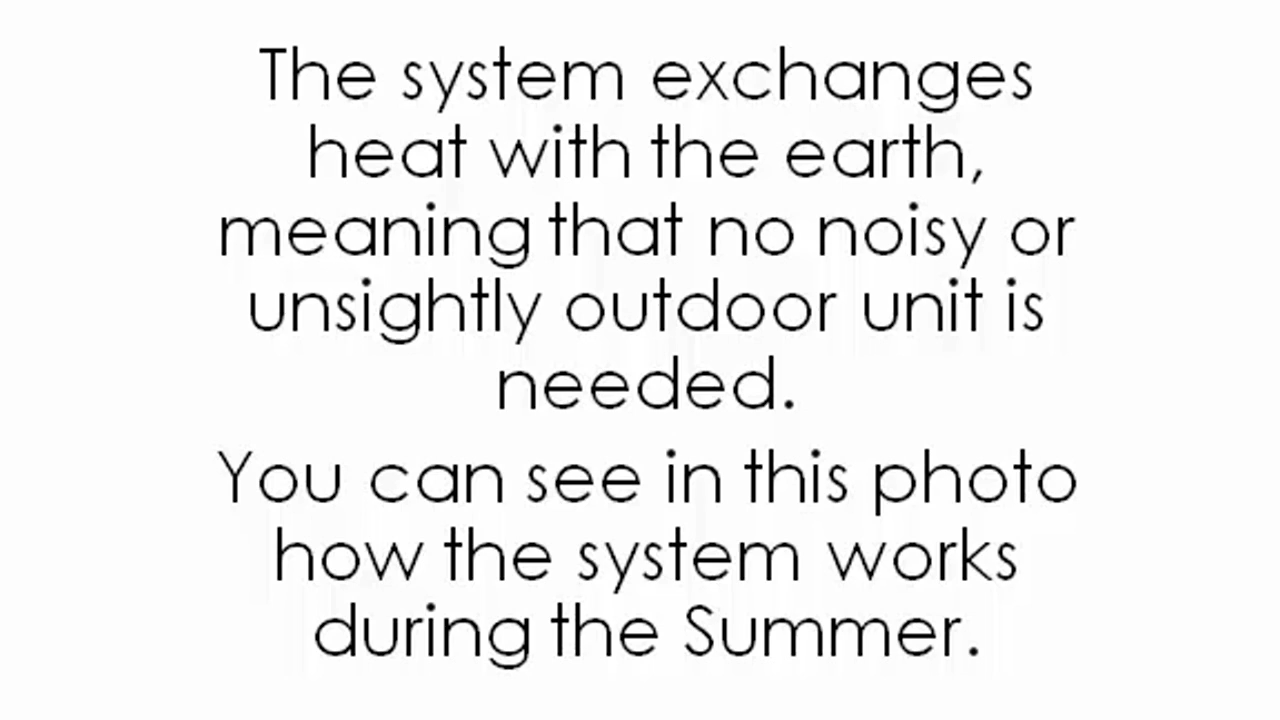 The system exchanges
heat with the earth,
meaning that no noisy or
unsightly outdoor unit is
needed.
You can see in this photo
how the system works
during the Summer.